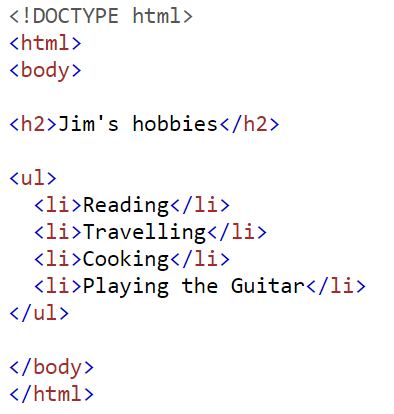 <!DOCTYPE html>
<html>
<body>
<h2>Jim's hobbies</h2>
<ul>
<li>Reading</li>
<li>Travelling</li>
<li>Cooking</li>
<li>Playing the Guitar</li>
</ul>
</body>
</html>